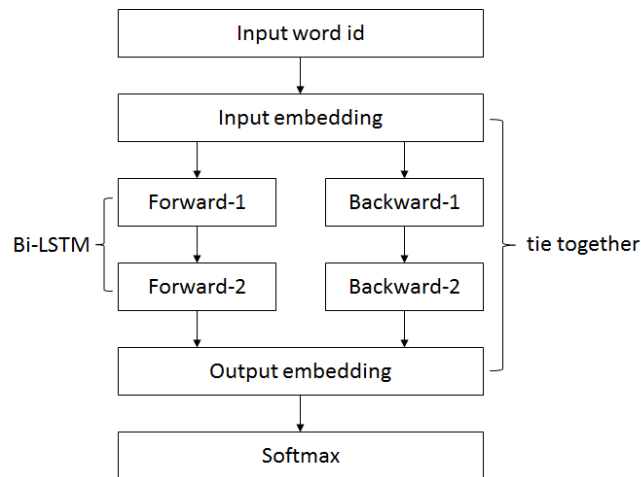 Input word id
Input embedding
Forward-1
Backward-1
Bi-LSTM
tie together
Forward-2
Backward-2
Output embedding
Softmax